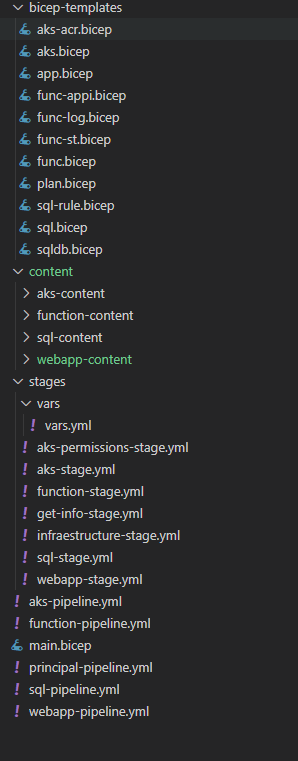 bicep-templates
aks-acr.bicep
aks.bicep
app.bicep
func-appi.bicep
func-log.bicep
func-st.bicep
func.bicep
plan.bicep
sql-rule.bicep
sql.bicep
sqldb.bicep
content
aks-content
function-content
sql-content
webapp-content
stages
vars
! vars.yml
! aks-permissions-stage.yml
! aks-stage.yml
! function-stage.yml
! get-info-stage.yml
! infraestructure-stage.yml
! sql-stage.yml
! webapp-stage.yml
! aks-pipeline.yml
! function-pipeline.yml
main.bicep
! principal-pipeline.yml
! sql-pipeline.yml
! webapp-pipeline.yml